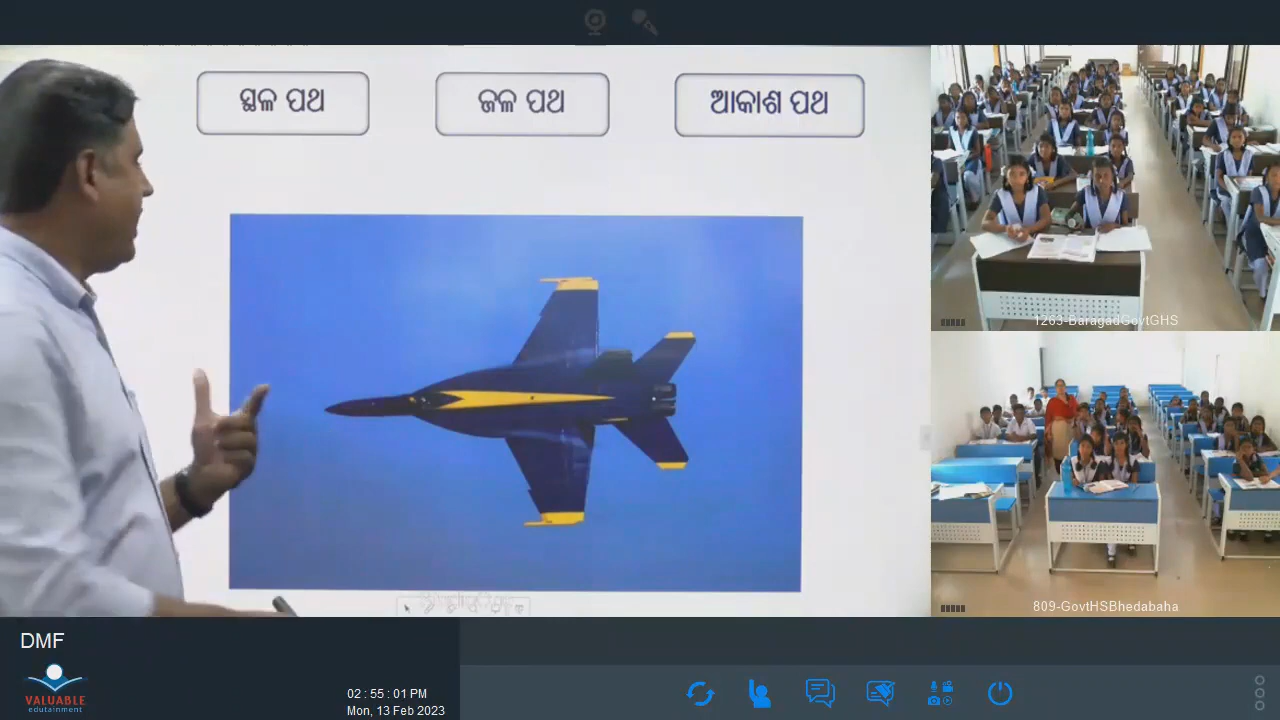 ସ୍ଥଳ ପଥ
ଜଳ ପଥ
ଆକାଶ ପଥ
1263-BaragadGovtGHS
809-GovtHSBhedabaha
DMF
VALUABLE
edutainment
02 : 55 : 01 PM
Mon, 13 Feb 2023